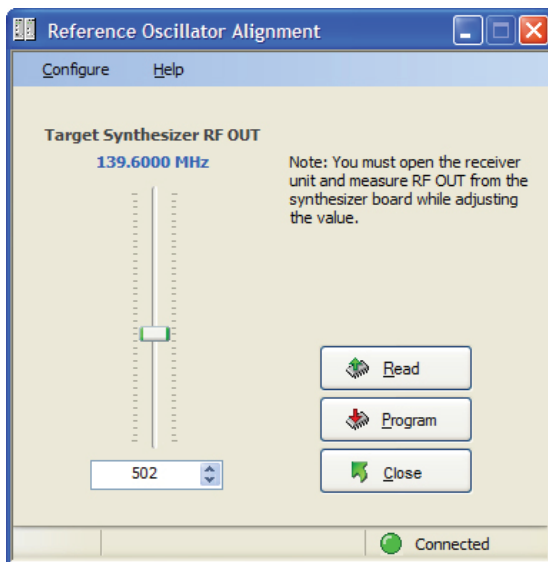 Reference Oscillator Alignment
Configure Help
Target Synthesizer RF OUT
139.6000 MHz
Note: You must open the receiver
unit and measure RF OUT from the
synthesizer board while adjusting
the value.
Read
Program
502
Close
Connected